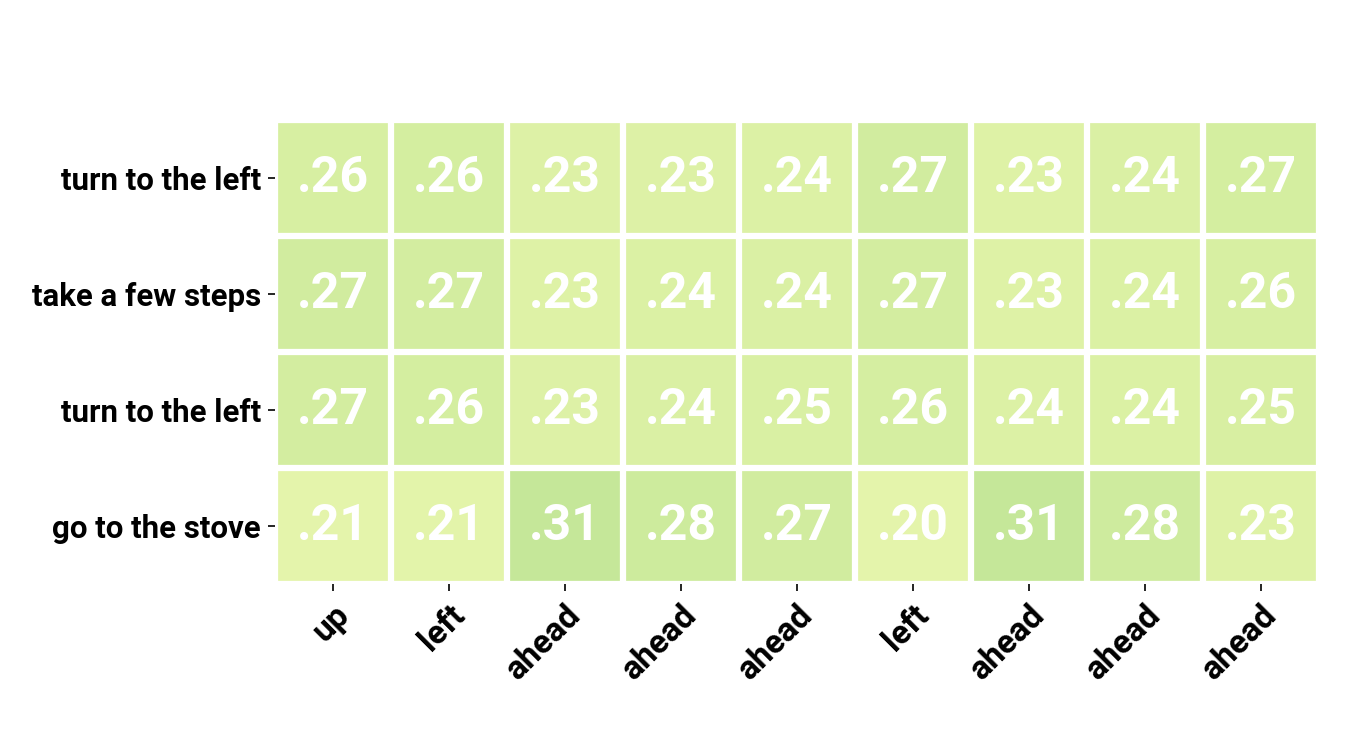 turn to the left .26 .26 .23 .23 .24 .27 .23 .24 .27
take a few steps .27 .27 .23 .24 .24 .27 .23 .24 .26
turn to the left .27 .26 .23 .24 .25 .26 .24 .24 .25
go to the stove .21 .21 .31 .28 .27 .20 .31 .28 .23
up left ahead ahead ahead left ahead ahead ahead